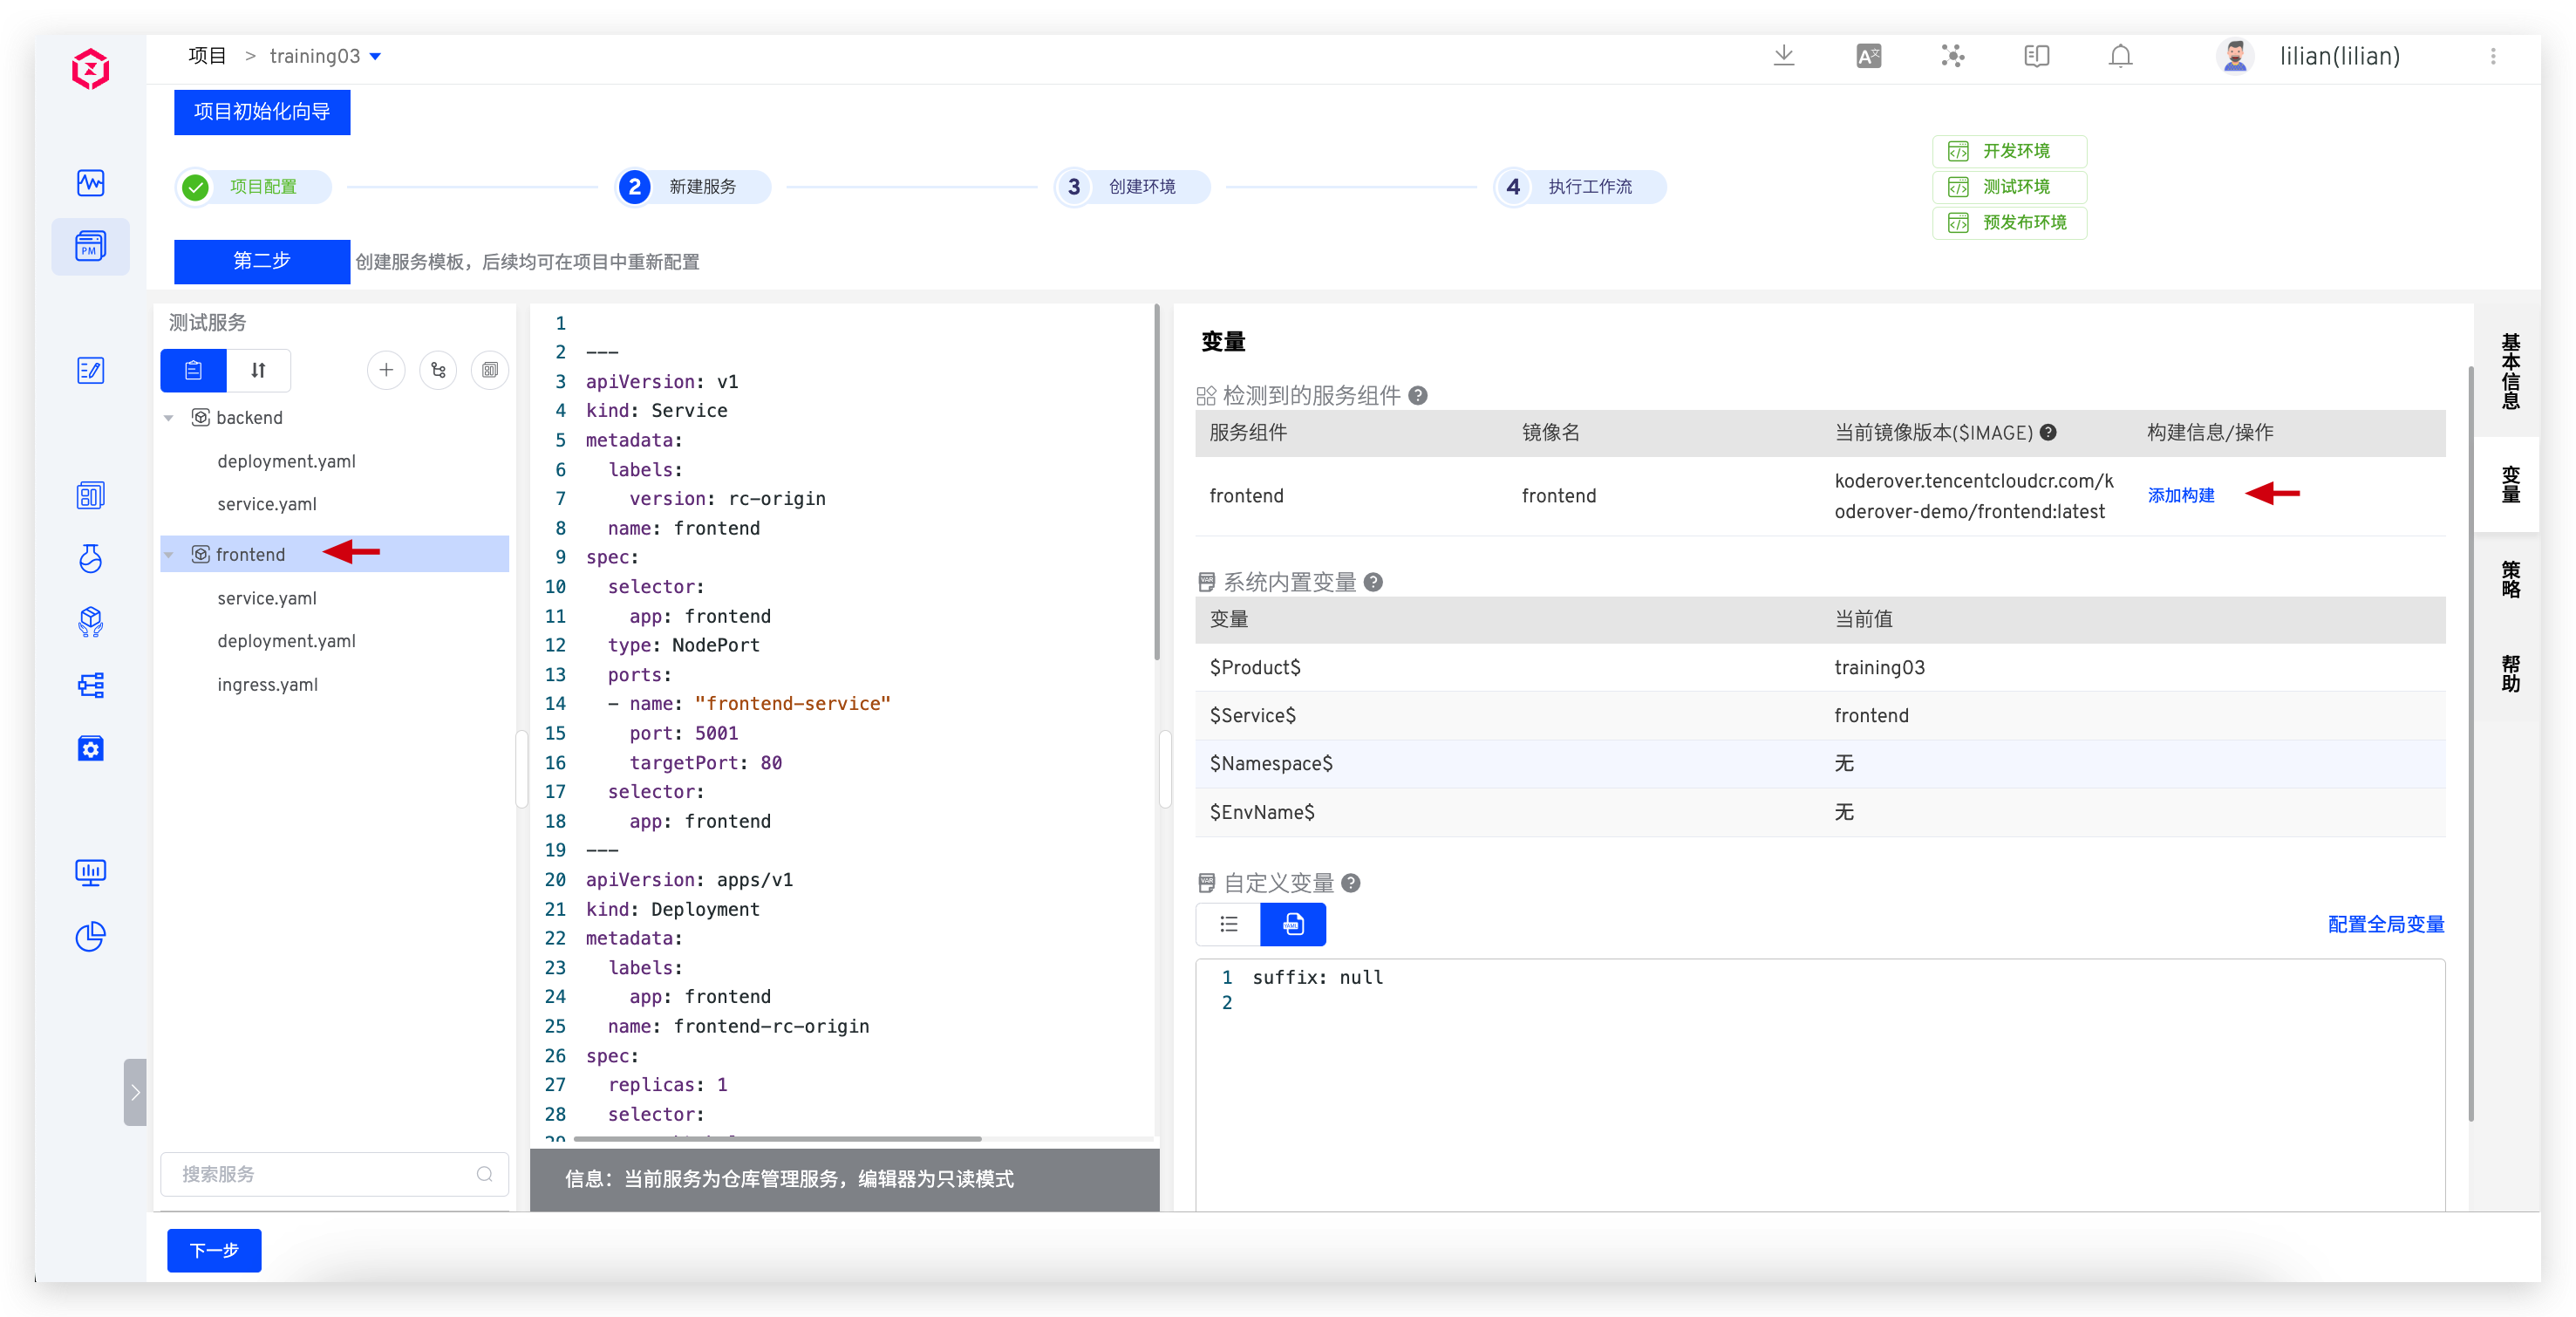 项目 > training03
lilian(lilian)
项目初始化向导
项目配置
2 新建服务
3 创建环境
4 执行工作流
开发环境
测试环境
预发布环境
第二步 创建服务模板，后续均可在项目中重新配置
PM
测试服务
backend
deployment.yaml
service.yaml
frontend
service.yaml
deployment.yaml
ingress.yaml
搜索服务
1
2 ---
3 apiVersion: v1
4 kind: Service
5 metadata:
6 labels:
7 version: rc-origin
8 name: frontend
9 spec:
10 selector:
11 app: frontend
12 type: NodePort
13 ports:
14 - name: "frontend-service"
15 port: 5001
16 targetPort: 80
17 selector:
18 app: frontend
19 ---
20 apiVersion: apps/v1
21 kind: Deployment
22 metadata:
23 labels:
24 app: frontend
25 name: frontend-rc-origin
26 spec:
27 replicas: 1
28 selector:
信息：当前服务为仓库管理服务，编辑器为只读模式
变量
检测到的服务组件
服务组件 镜像名 当前镜像版本($IMAGE) 构建信息/操作
frontend frontend koderover.tencentcloudcr.com/k
oderover-demo/frontend:latest 添加构建
系统内置变量
变量 当前值
$Product$ training03
$Service$ frontend
$Namespace$ 无
$EnvName$ 无
自定义变量
配置全局变量
1 suffix: null
2
基本信息
变量
策略
帮助
下一步